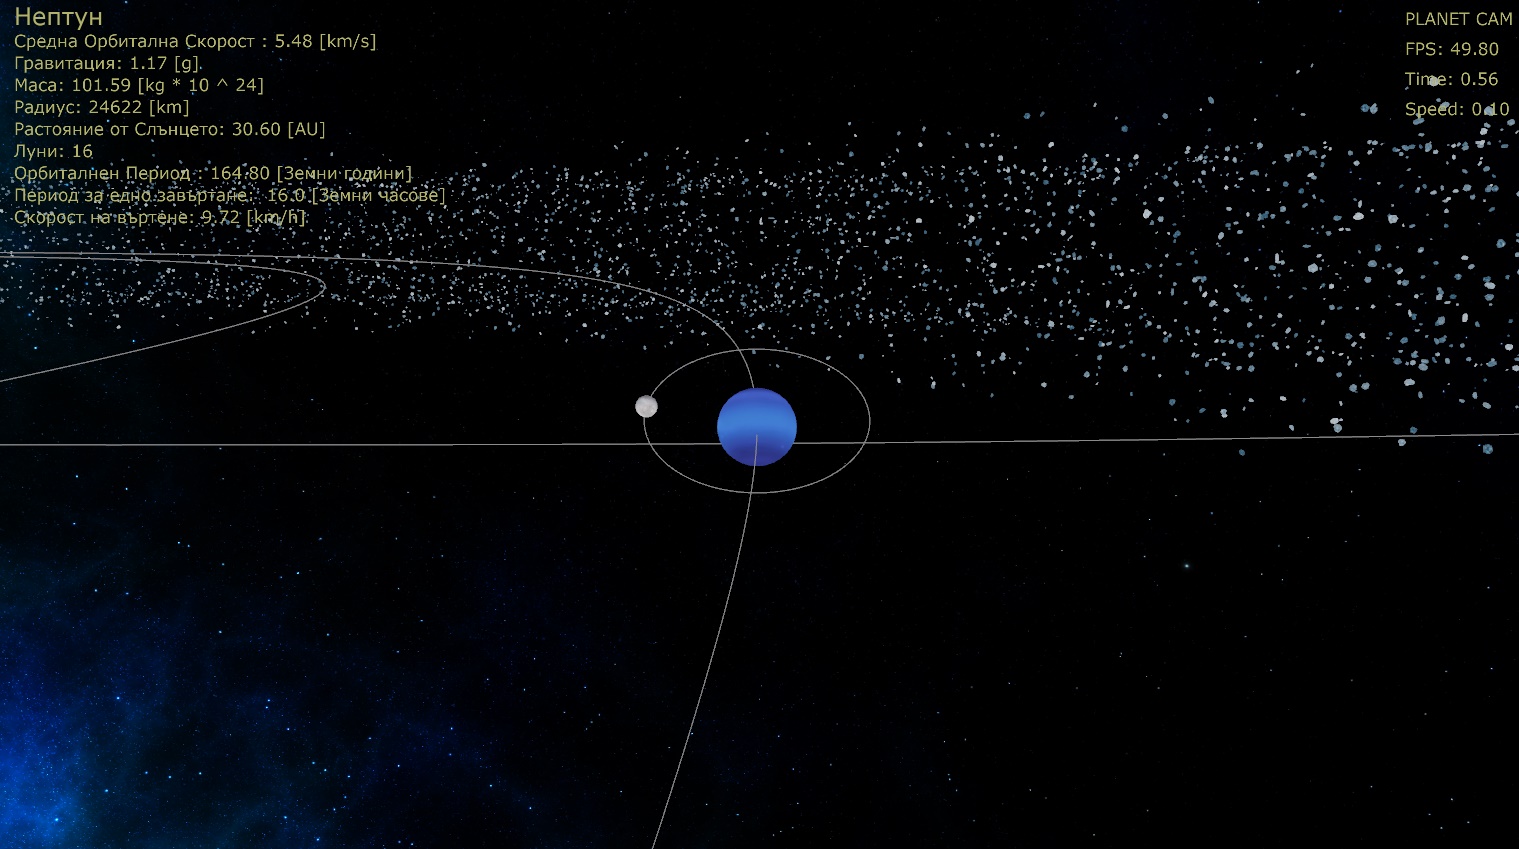 Нептун
Средна Орбитална Скорост : 5.48 [km/s]
Гравитация: 1.17 [g].
Маса: 101.59 [kg * 10 ^ 24]
Радиус: 24622 [km]
Растояние от Слънцето: 30.60 [AU]
Луни: 16
Орбиталнен Период : 164.80 [Земни години]
Период за едно завъртане: 16.0 [Земни часове]
Скорост на въртене: 9.72 [km/h]
PLANET CAM
FPS: 49.80
Time: 0.56
Speed: 0.10